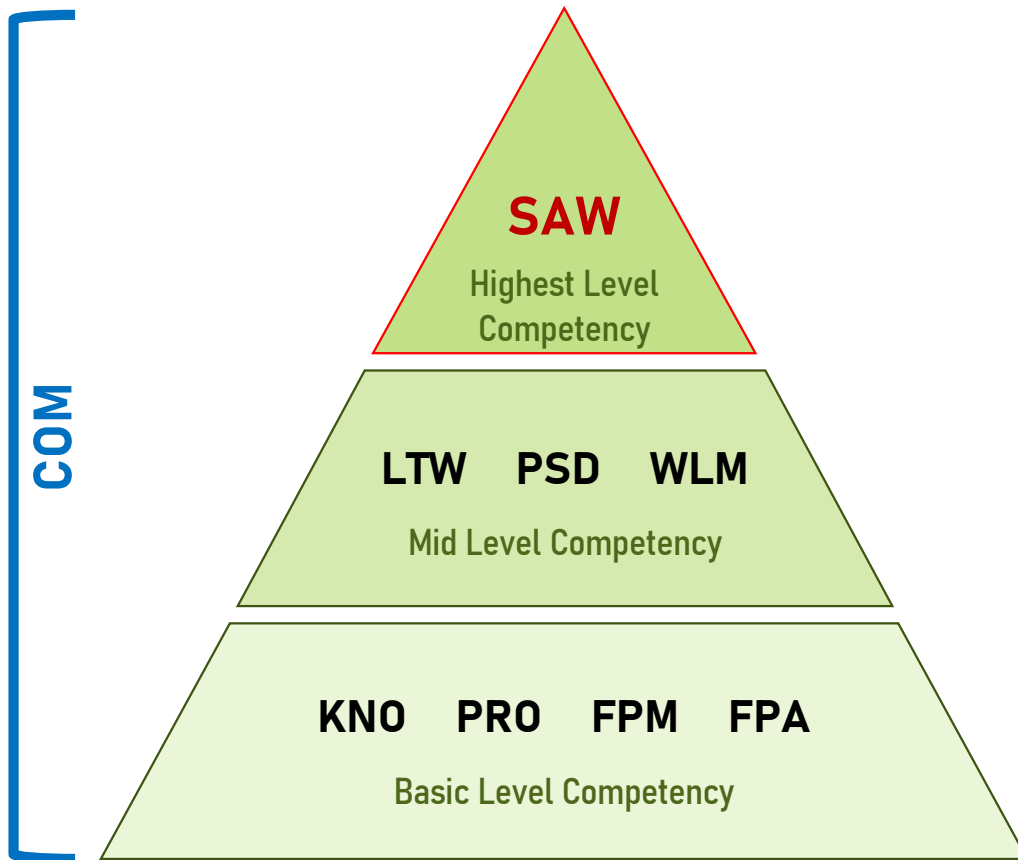 COM
SAW
Highest Level
Competency
LTW PSD WLM
Mid Level Competency
KNO PRO FPM FPA
Basic Level Competency